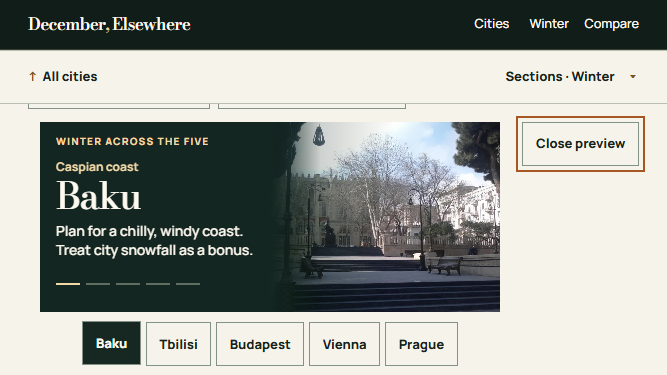 December, Elsewhere
Cities Winter Compare
↑ All cities
Sections · Winter
WINTER ACROSS THE FIVE
Caspian coast
Baku
Plan for a chilly, windy coast.
Treat city snowfall as a bonus.
Close preview
Baku Tbilisi Budapest Vienna Prague